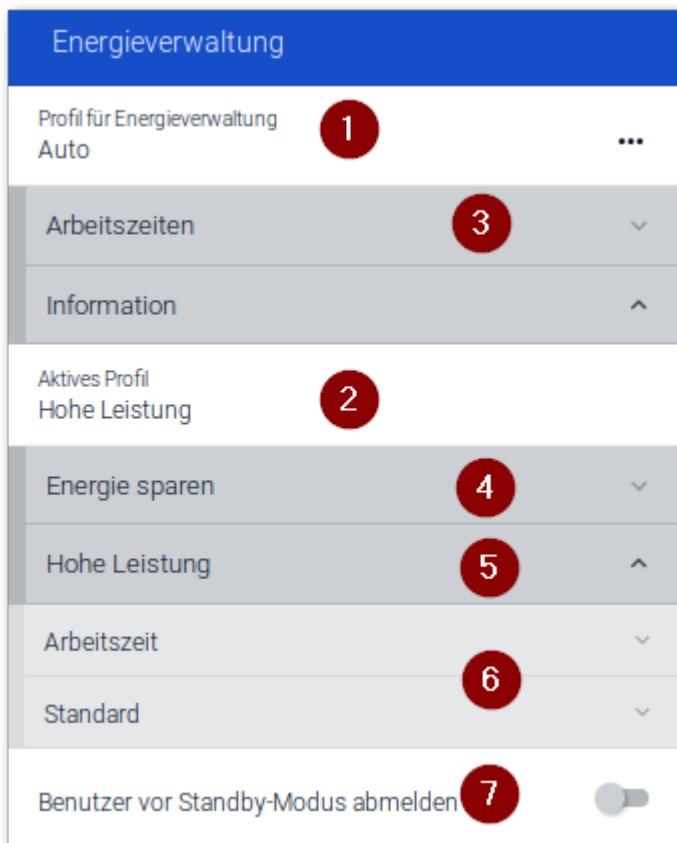 Energieverwaltung
Profil für Energieverwaltung
1
Auto
Arbeitszeiten
3
Information
Aktives Profil
2
Hohe Leistung
Energie sparen
4
Hohe Leistung
5
Arbeitszeit
6
Standard
Benutzer vor Standby-Modus abmelden
7